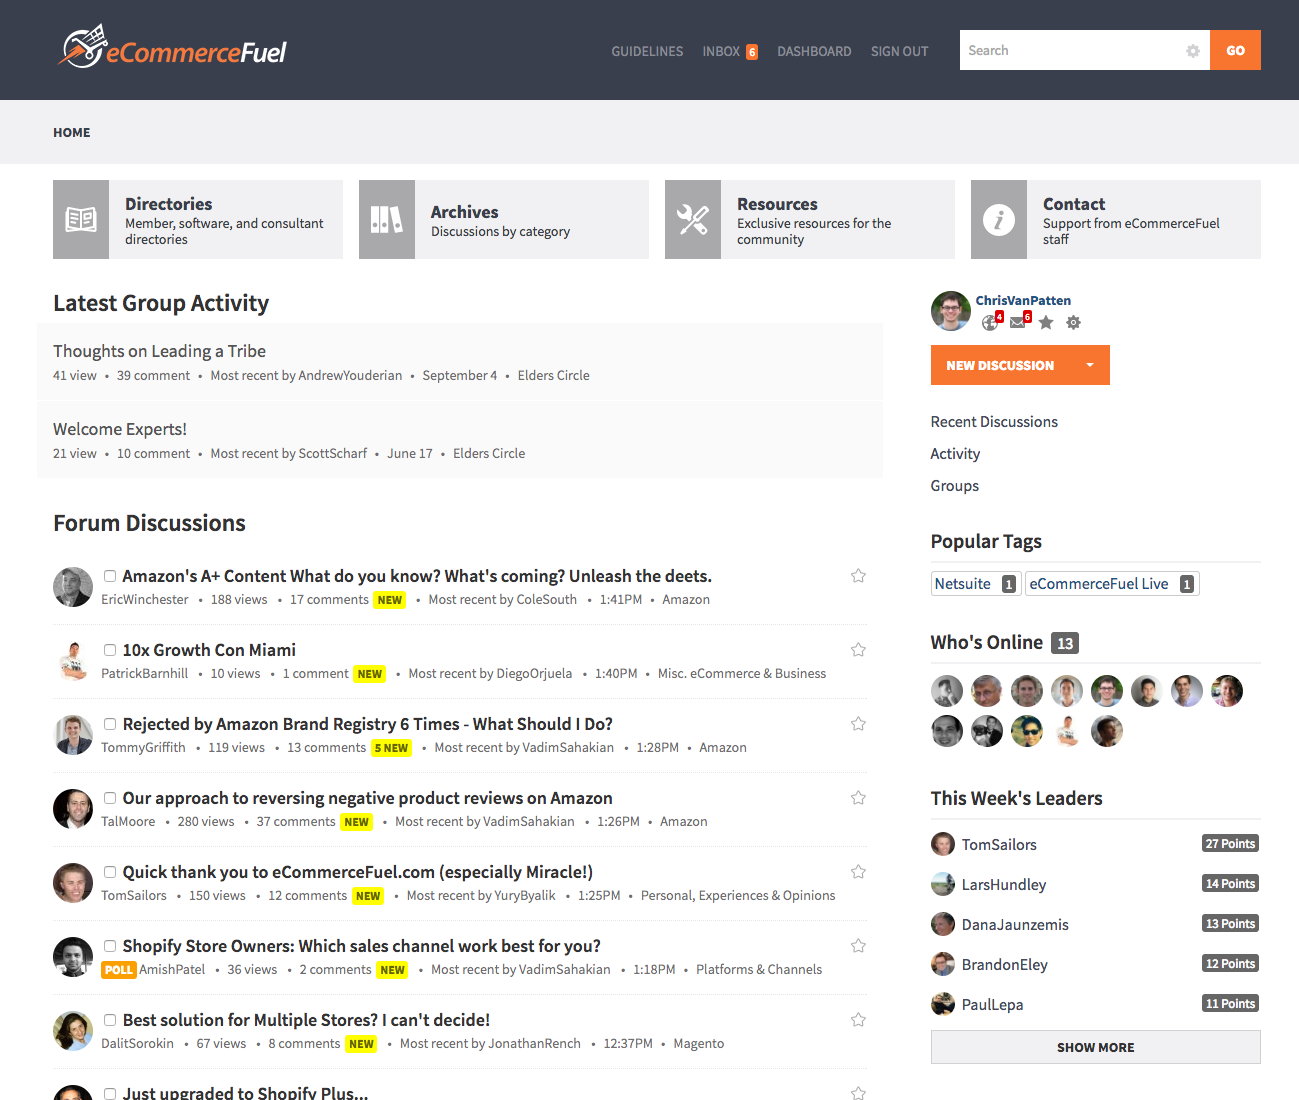 eCommerceFuel
GUIDELINES INBOX 6 DASHBOARD SIGN OUT Search GO
HOME
Directories
Member, software, and consultant
directories
Archives
Discussions by category
Resources
Exclusive resources for the
community
Contact
Support from eCommerceFuel
staff
Latest Group Activity
Thoughts on Leading a Tribe
41 view • 39 comment • Most recent by AndrewYouderian • September 4 • Elders Circle
Welcome Experts!
21 view • 10 comment • Most recent by ScottScharf • June 17 • Elders Circle
Forum Discussions
Amazon's A+ Content What do you know? What's coming? Unleash the deets.
EricWinchester • 188 views • 17 comments NEW • Most recent by ColeSouth • 1:41PM • Amazon
10x Growth Con Miami
PatrickBarnhill • 10 views • 1 comment NEW • Most recent by DiegoOrjuela • 1:40PM • Misc. eCommerce & Business
Rejected by Amazon Brand Registry 6 Times - What Should I Do?
TommyGriffith • 119 views • 13 comments 5 NEW • Most recent by VadimSahakian • 1:28PM • Amazon
Our approach to reversing negative product reviews on Amazon
TalMoore • 280 views • 37 comments NEW • Most recent by VadimSahakian • 1:26PM • Amazon
Quick thank you to eCommerceFuel.com (especially Miracle!)
TomSailors • 150 views • 12 comments NEW • Most recent by YuryByalik • 1:25PM • Personal, Experiences & Opinions
Shopify Store Owners: Which sales channel work best for you?
POLL AmishPatel • 36 views • 2 comments NEW • Most recent by VadimSahakian • 1:18PM • Platforms & Channels
Best solution for Multiple Stores? I can't decide!
DalitSorokin • 67 views • 8 comments NEW • Most recent by JonathanRench • 12:37PM • Magento
Just upgraded to Shopify Plus...
ChrisVanPatten
4 6
NEW DISCUSSION
Recent Discussions
Activity
Groups
Popular Tags
Netsuite 1 eCommerceFuel Live 1
Who's Online 13
This Week's Leaders
TomSailors 27 Points
LarsHundley 14 Points
DanaJaunzemis 13 Points
BrandonEley 12 Points
PaulLepa 11 Points
SHOW MORE